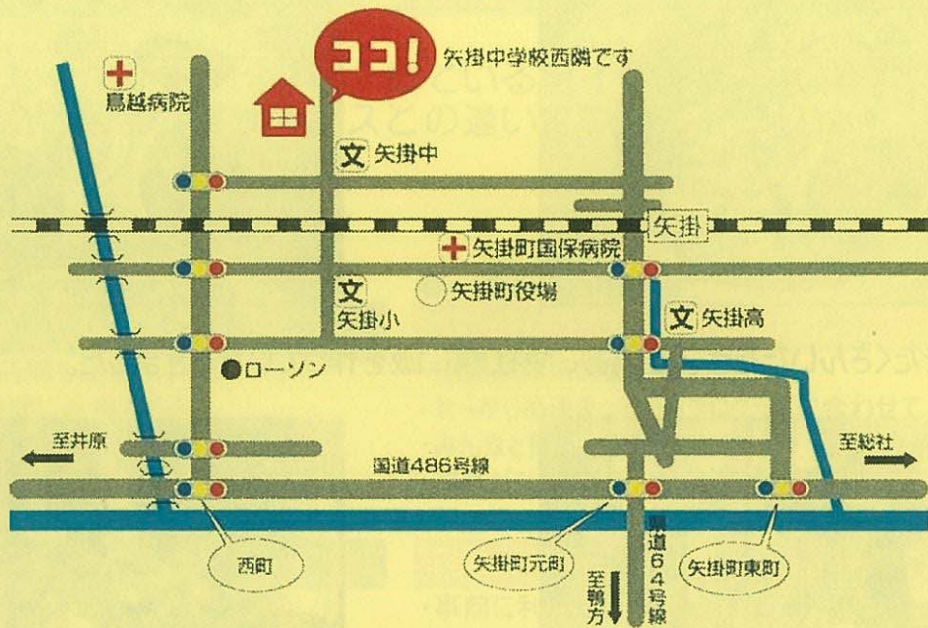 ココ!
矢掛中学校西隣です
鳥越病院
文 矢掛中
矢掛
矢掛町国保病院
文
矢掛小
矢掛町役場
文 矢掛高
ローソン
至井原
国道486号線
至総社
西町
矢掛町元町
県道64号線
矢掛町東町
至鴨方